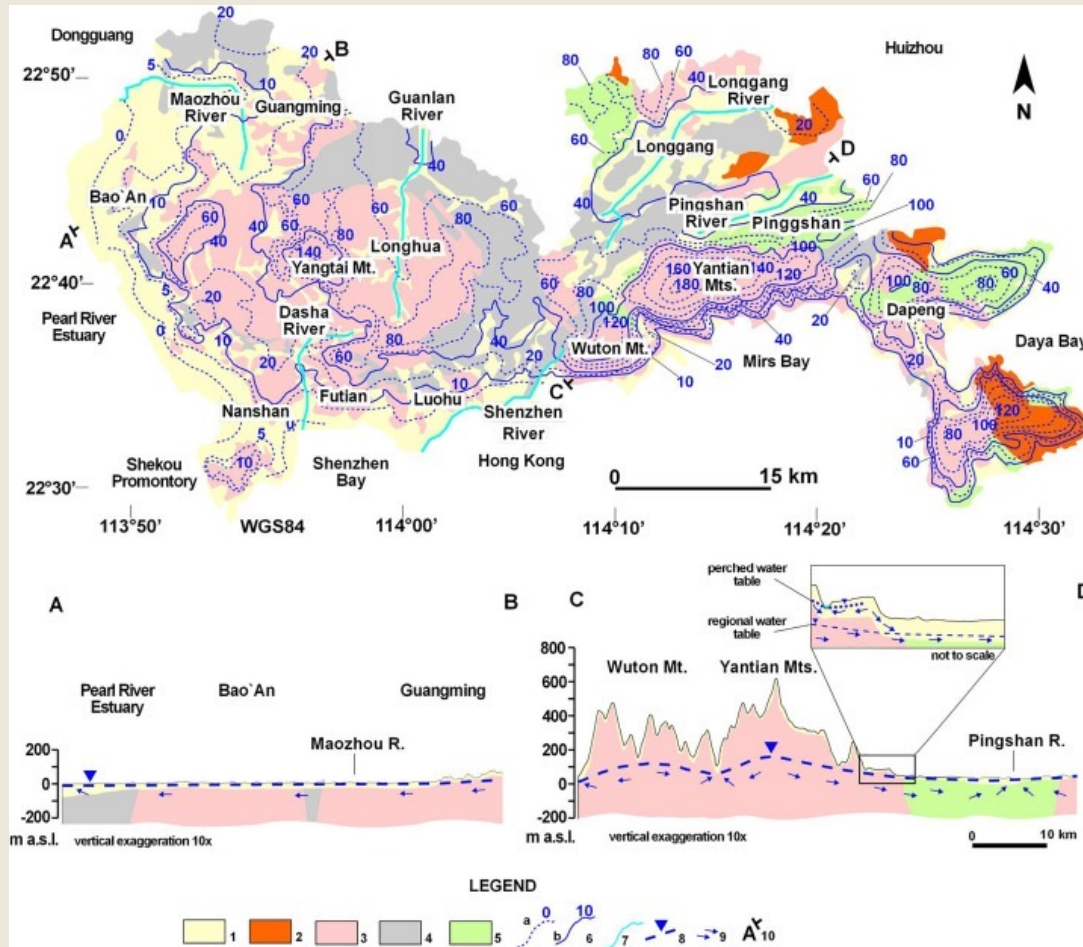 20
Dongguang
20
B
80
60
Huizhou
22°50'
5
10
80
40
Longgang
River
N
Maozhou
River
Guangming
Guanlan
River
0
60
20
Longgang
D
40
80
Bao`An
10
60
60
60
40
60
Pingshan
River
40
60
A
40
40
60
80
80
60
Pinggshan
100
140
Longhua
100
22°40'
Yangtai Mt.
60
160
Yantian
140
100
60
5
20
Dasha
River
80
180
Mts.
120
80
80
40
100
20
Dapeng
Pearl River
Estuary
0
10
120
40
60
80
40
20
Wuton Mt.
20
Mirs Bay
20
Daya Bay
20
10
10
C
120
Nanshan
Futian
Luohu
Shenzhen
River
100
5
10
80
10
Shekou
Promontory
Shenzhen
Bay
Hong Kong
0
15 km
60
22°30'
113°50'
WGS84
114°00'
114°10'
114°20'
114°30'
perched water
table
A
B
C
D
regional water
table
not to scale
800
Wuton Mt.
Yantian Mts.
600
Pearl River
Estuary
Bao`An
Guangming
400
200
Maozhou R.
200
Pingshan R.
0
0
-200
-200
m a.s.l.
vertical exaggeration 10x
m a.s.l.
vertical exaggeration 10x
0
10 km
LEGEND
0
10
a
1
2
3
4
5
b
6
7
8
9
A
10